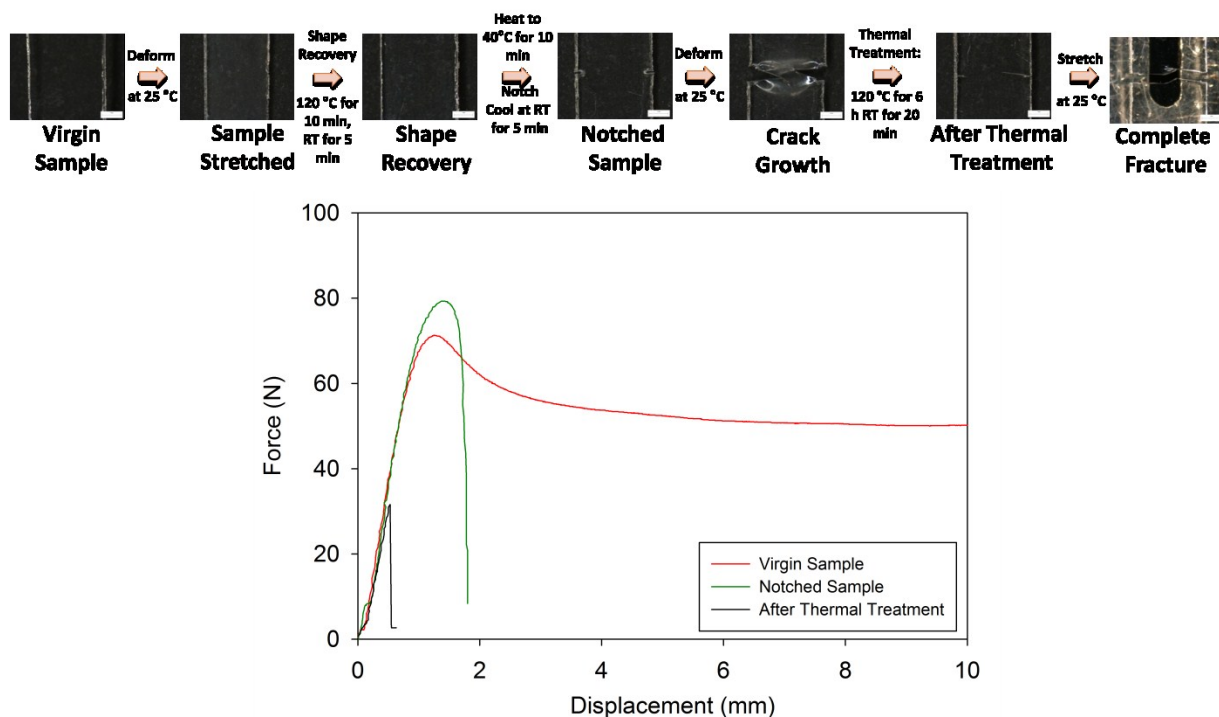 Deform
at 25 °C
Shape
Recovery
120 °C for
10 min,
RT for 5
min
Heat to
40°C for 10
min
Notch
Cool at RT
for 5 min
Deform
at 25 °C
Thermal
Treatment:
120 °C for 6
h RT for 20
min
Stretch
at 25 °C
Virgin
Sample
Sample
Stretched
Shape
Recovery
Notched
Sample
Crack
Growth
After Thermal
Treatment
Complete
Fracture
100
80
60
40
20
0
Force (N)
0 2 4 6 8 10
Displacement (mm)
Virgin Sample
Notched Sample
After Thermal Treatment